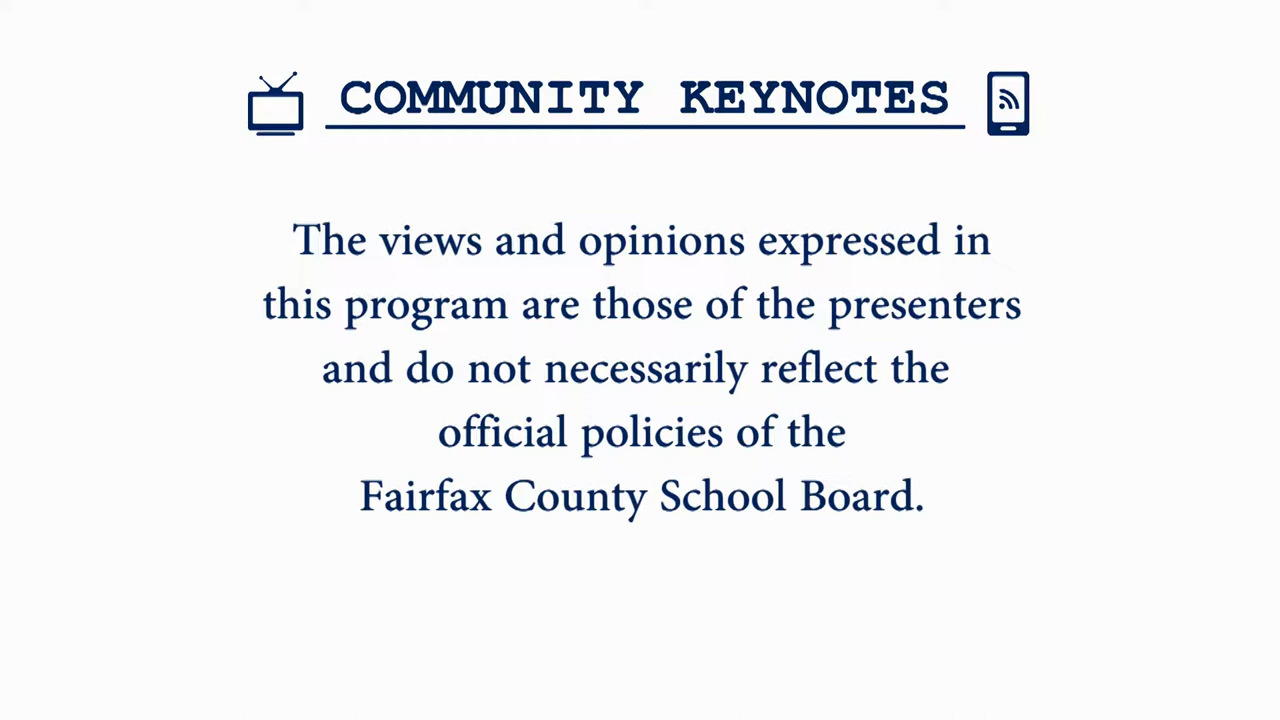 COMMUNITY KEYNOTES
The views and opinions expressed in
this program are those of the presenters
and do not necessarily reflect the
official policies of the
Fairfax County School Board.